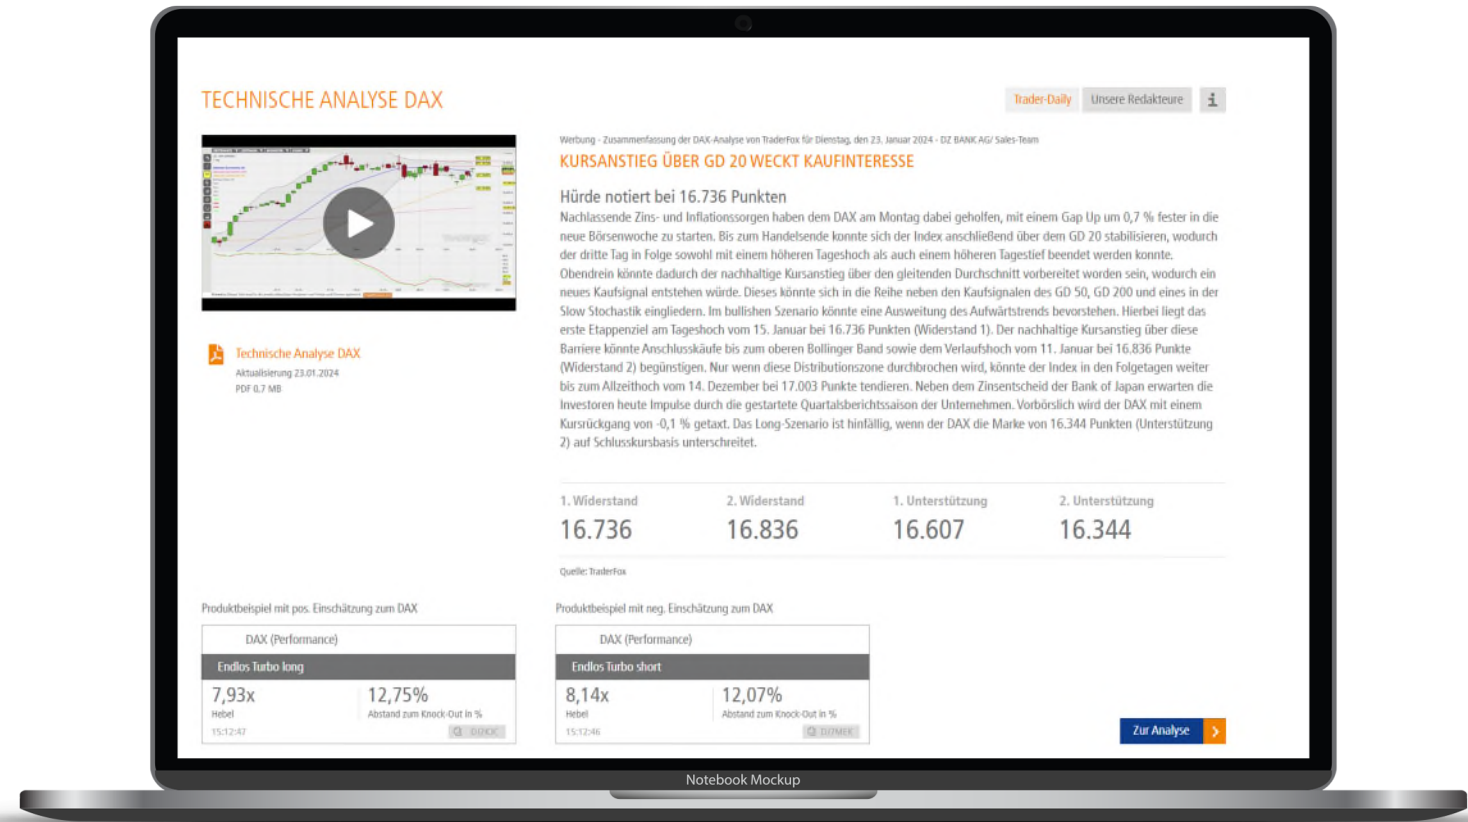 TECHNISCHE ANALYSE DAX
Trader-Daily
Unsere Redakteure
i
Werbung - Zusammenfassung der DAX-Analyse von TraderFox für Dienstag, den 23. Januar 2024 - DZ BANK AG/ Sales-Team
KURSANSTIEG ÜBER GD 20 WECKT KAUFINTERESSE
Hürde notiert bei 16.736 Punkten
Nachlassende Zins- und Inflationssorgen haben dem DAX am Montag dabei geholfen, mit einem Gap Up um 0,7 % fester in die
neue Börsenwoche zu starten. Bis zum Handelsende konnte sich der Index anschließend über dem GD 20 stabilisieren, wodurch
der dritte Tag in Folge sowohl mit einem höheren Tageshoch als auch einem höheren Tagestief beendet werden konnte.
Obendrein könnte dadurch der nachhaltige Kursanstieg über den gleitenden Durchschnitt vorbereitet worden sein, wodurch ein
neues Kaufsignal entstehen würde. Dieses könnte sich in die Reihe neben den Kaufsignalen des GD 50, GD 200 und eines in der
Slow Stochastik eingliedern. Im bullishen Szenario könnte eine Ausweitung des Aufwärtstrends bevorstehen. Hierbei liegt das
erste Etappenziel am Tageshoch vom 15. Januar bei 16.736 Punkten (Widerstand 1). Der nachhaltige Kursanstieg über diese
Barriere könnte Anschlusskäufe bis zum oberen Bollinger Band sowie dem Verlaufshoch vom 11. Januar bei 16.836 Punkte
(Widerstand 2) begünstigen. Nur wenn diese Distributionszone durchbrochen wird, könnte der Index in den Folgetagen weiter
bis zum Allzeithoch vom 14. Dezember bei 17.003 Punkte tendieren. Neben dem Zinsentscheid der Bank of Japan erwarten die
Investoren heute Impulse durch die gestartete Quartalsberichtssaison der Unternehmen. Vorbörslich wird der DAX mit einem
Kursrückgang von -0,1 % getaxt. Das Long-Szenario ist hinfällig, wenn der DAX die Marke von 16.344 Punkten (Unterstützung
2) auf Schlusskursbasis unterschreitet.
Technische Analyse DAX
Aktualisierung 23.01.2024
PDF 0,7 MB
1. Widerstand
16.736
2. Widerstand
16.836
1. Unterstützung
16.607
2. Unterstützung
16.344
Quelle: TraderFox
Produktbeispiel mit pos. Einschätzung zum DAX
DAX (Performance)
Endlos Turbo long
7,93x
Hebel
12,75%
Abstand zum Knock-Out in %
15:12:47
Produktbeispiel mit neg. Einschätzung zum DAX
DAX (Performance)
Endlos Turbo short
8,14x
Hebel
12,07%
Abstand zum Knock-Out in %
15:12:46
Zur Analyse
Notebook Mockup